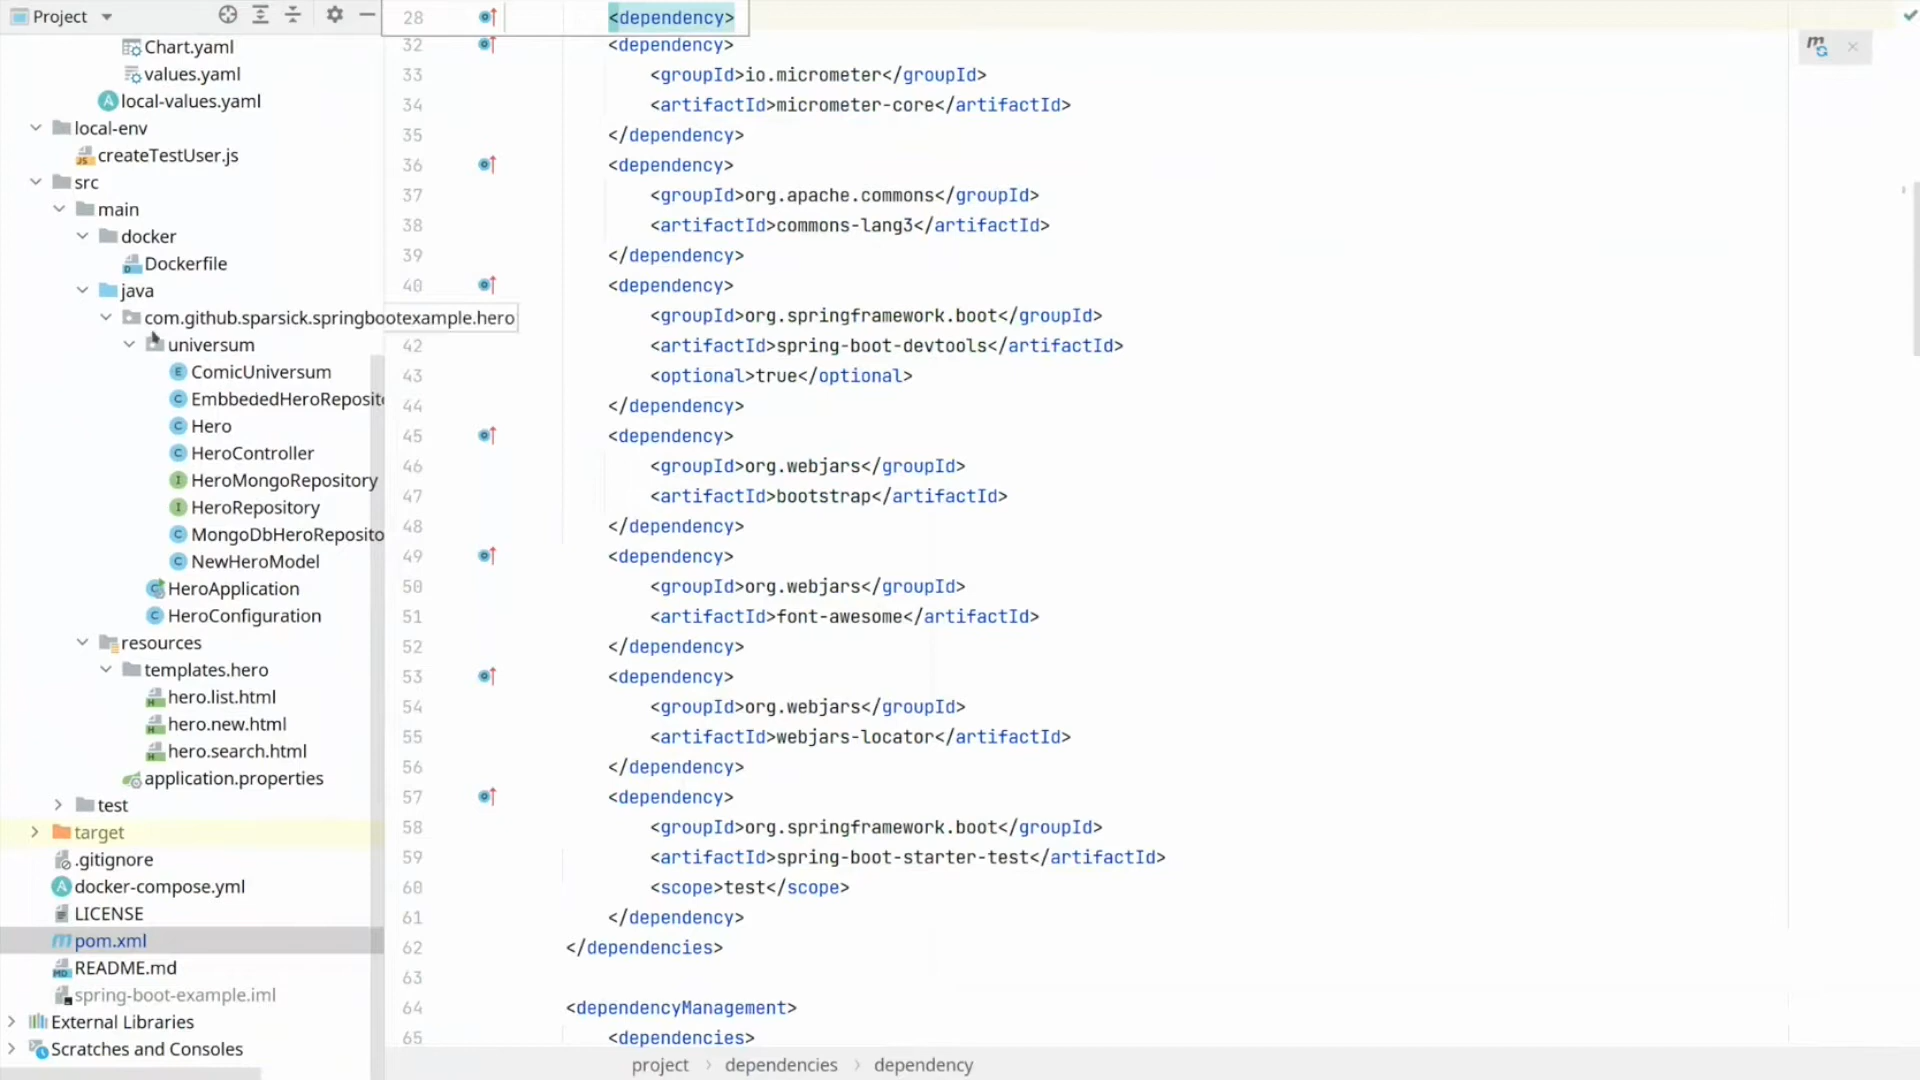 Project
Chart.yaml
values.yaml
local-values.yaml
local-env
createTestUser.js
src
main
docker
Dockerfile
java
com.github.sparsick.springbootexample.hero
universum
ComicUniversum
EmbbededHeroReposito
Hero
HeroController
HeroMongoRepository
HeroRepository
MongoDbHeroReposito
NewHeroModel
HeroApplication
HeroConfiguration
resources
templates.hero
hero.list.html
hero.new.html
hero.search.html
application.properties
test
target
.gitignore
docker-compose.yml
LICENSE
pom.xml
README.md
spring-boot-example.iml
External Libraries
Scratches and Consoles
28 <dependency>
32 <dependency>
33 <groupId>io.micrometer</groupId>
34 <artifactId>micrometer-core</artifactId>
35 </dependency>
36 <dependency>
37 <groupId>org.apache.commons</groupId>
38 <artifactId>commons-lang3</artifactId>
39 </dependency>
40 <dependency>
<groupId>org.springframework.boot</groupId>
42 <artifactId>spring-boot-devtools</artifactId>
43 <optional>true</optional>
44 </dependency>
45 <dependency>
46 <groupId>org.webjars</groupId>
47 <artifactId>bootstrap</artifactId>
48 </dependency>
49 <dependency>
50 <groupId>org.webjars</groupId>
51 <artifactId>font-awesome</artifactId>
52 </dependency>
53 <dependency>
54 <groupId>org.webjars</groupId>
55 <artifactId>webjars-locator</artifactId>
56 </dependency>
57 <dependency>
58 <groupId>org.springframework.boot</groupId>
59 <artifactId>spring-boot-starter-test</artifactId>
60 <scope>test</scope>
61 </dependency>
62 </dependencies>
63
64 <dependencyManagement>
65 <dependencies>
project > dependencies > dependency